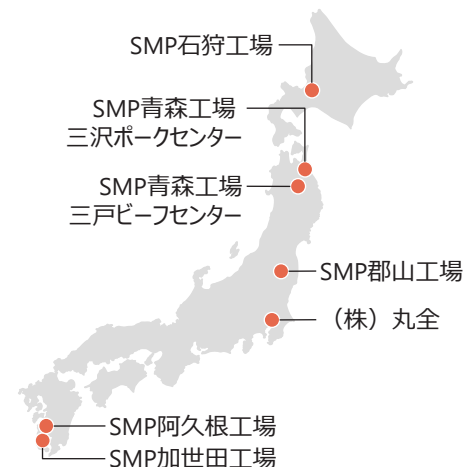 SMP石狩工場
SMP青森工場
三沢ポークセンター
SMP青森工場
三戸ビーフセンター
SMP郡山工場
（株）丸全
SMP阿久根工場
SMP加世田工場